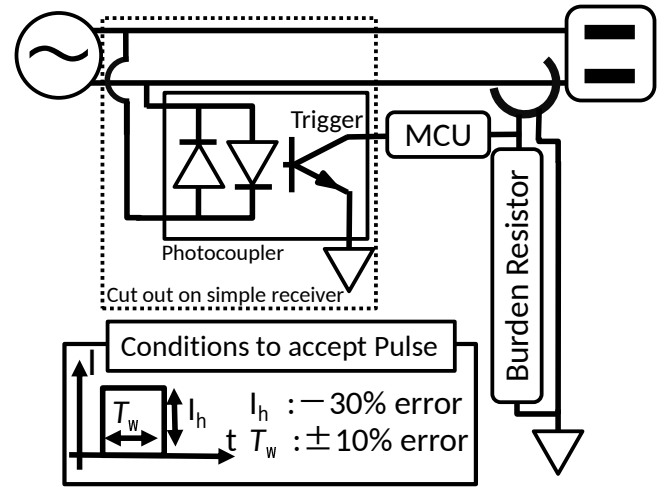 Trigger
MCU
Photocoupler
Cut out on simple receiver
Burden Resistor
Conditions to accept Pulse
I
Tw
Ih
t
Ih : −30% error
Tw : ±10% error